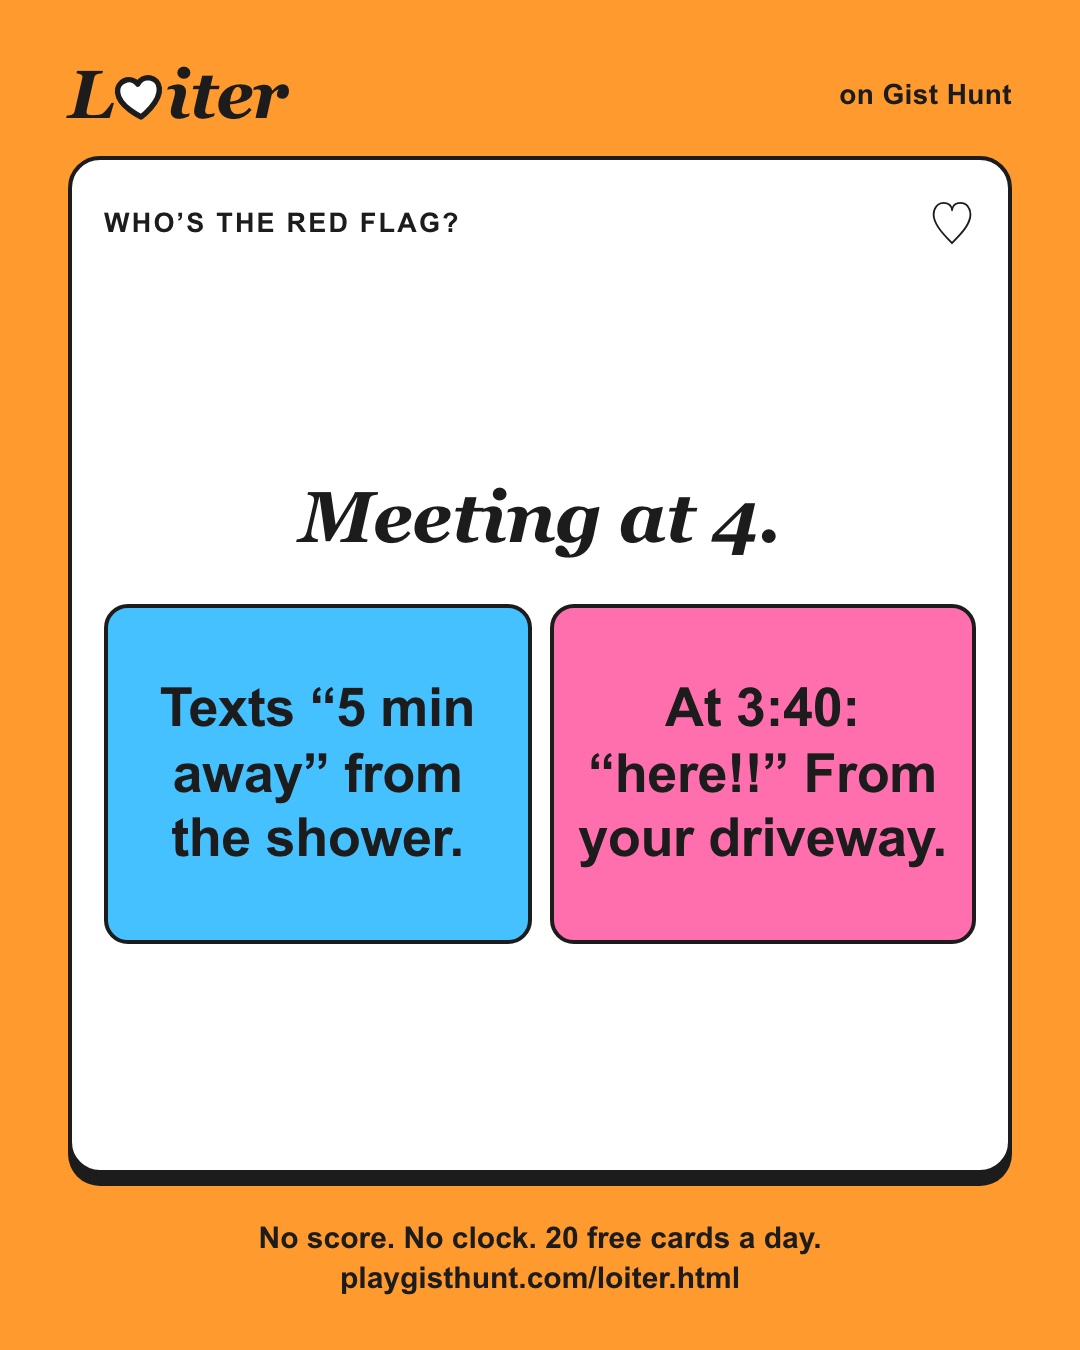 Loiter
on Gist Hunt
WHO’S THE RED FLAG?
Meeting at 4.
Texts “5 min
away” from
the shower.
At 3:40:
“here!!” From
your driveway.
No score. No clock. 20 free cards a day.
playgisthunt.com/loiter.html